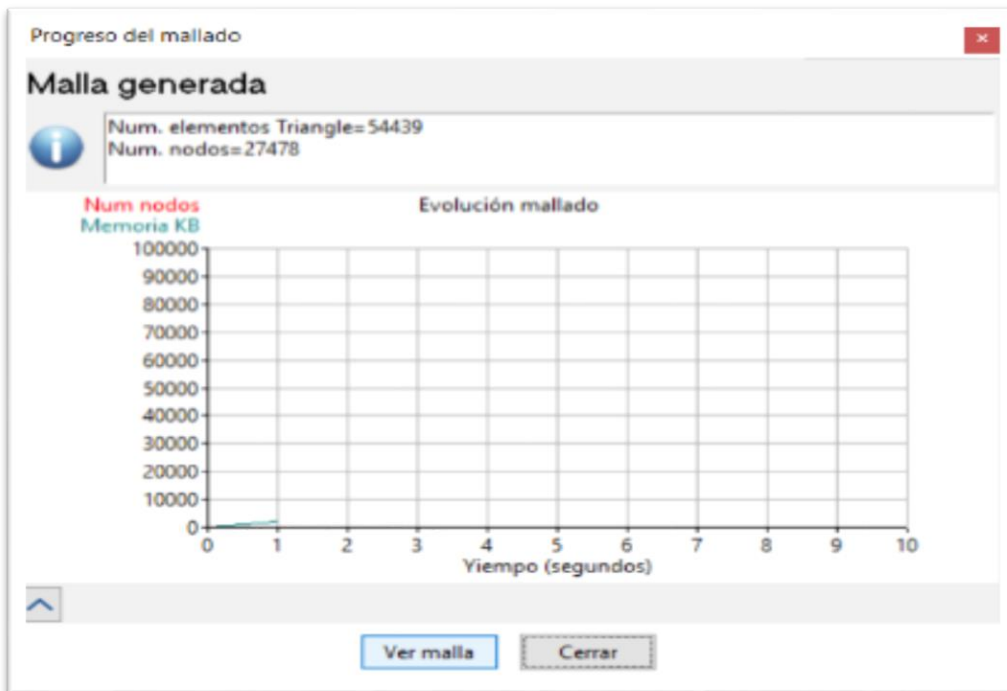 Progreso del mallado
Malla generada
Num. elementos Triangle=54439
Num. nodos=27478
Num nodos
Memoria KB
Evolución mallado
100000
90000
80000
70000
60000
50000
40000
30000
20000
10000
0
0 1 2 3 4 5 6 7 8 9 10
Yiempo (segundos)
Ver malla
Cerrar